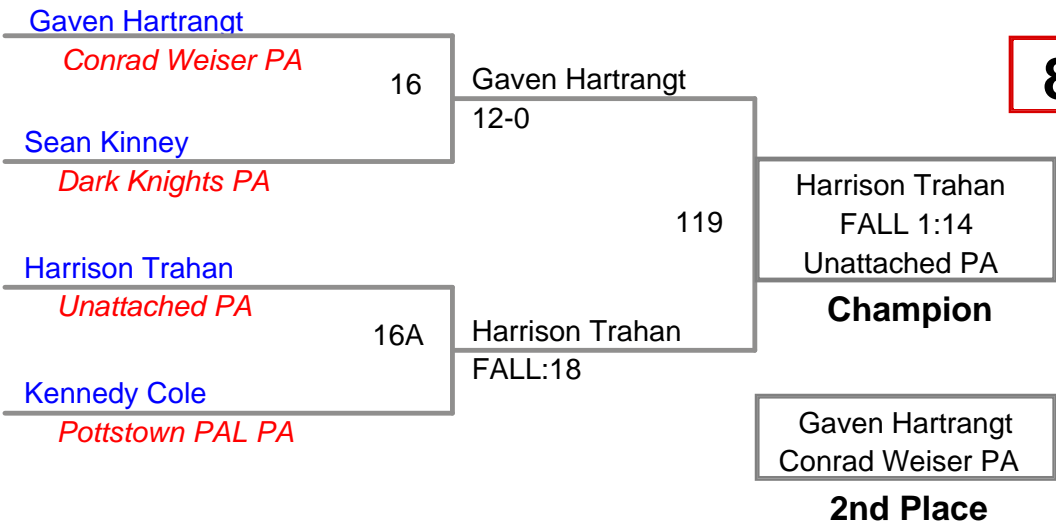 Gaven Hartrangt
Conrad Weiser PA
16
Gaven Hartrangt
12-0
Sean Kinney
Dark Knights PA
119
Harrison Trahan
FALL 1:14
Unattached PA
Champion
Harrison Trahan
Unattached PA
16A
Harrison Trahan
FALL:18
Kennedy Cole
Pottstown PAL PA
Gaven Hartrangt
Conrad Weiser PA
2nd Place